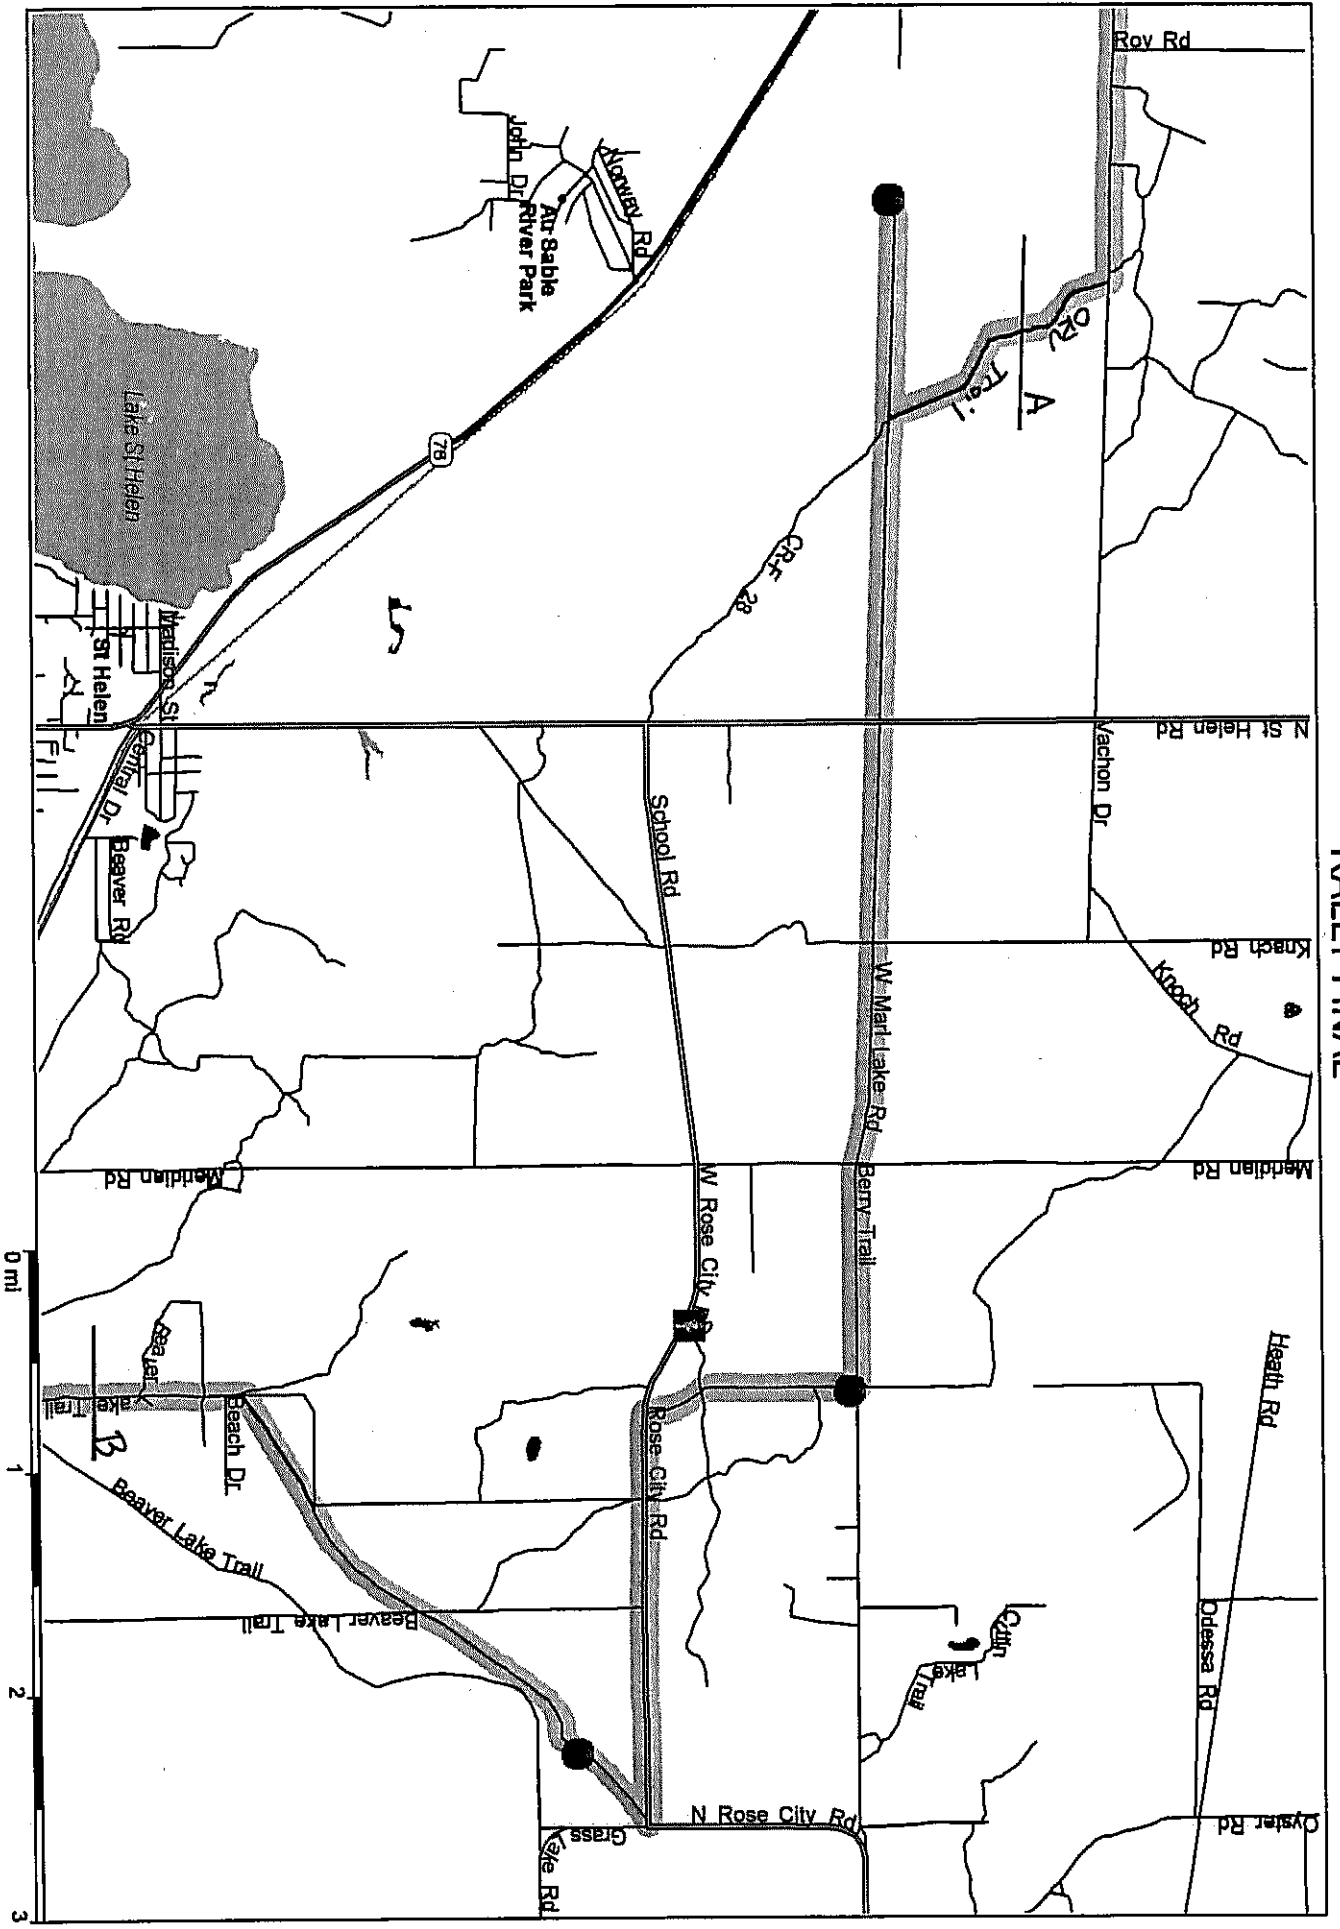 Roy Rd
John Dr
Norway Rd
Au Sable
River Park
ORV
Trail
A
Lake St Helen
76
CR-F 28
Madison St
St Helen
N St Helen Rd
Vachon Dr
Central Dr
School Rd
Beaver Rd
Knach Rd
W Marl Lake Rd
Knoch Rd
Meridian Rd
Meridian Rd
W Rose City RD
Berry Trail
0 mi
Beaver
Lake Trail
B
Beach Dr
Rose City Rd
Heath Rd
1
Beaver Lake Trail
Beaver Lake Trail
Lake
Trail
Odessa Rd
2
N Rose City Rd
Grass
Lake Rd
Oyster Rd
3